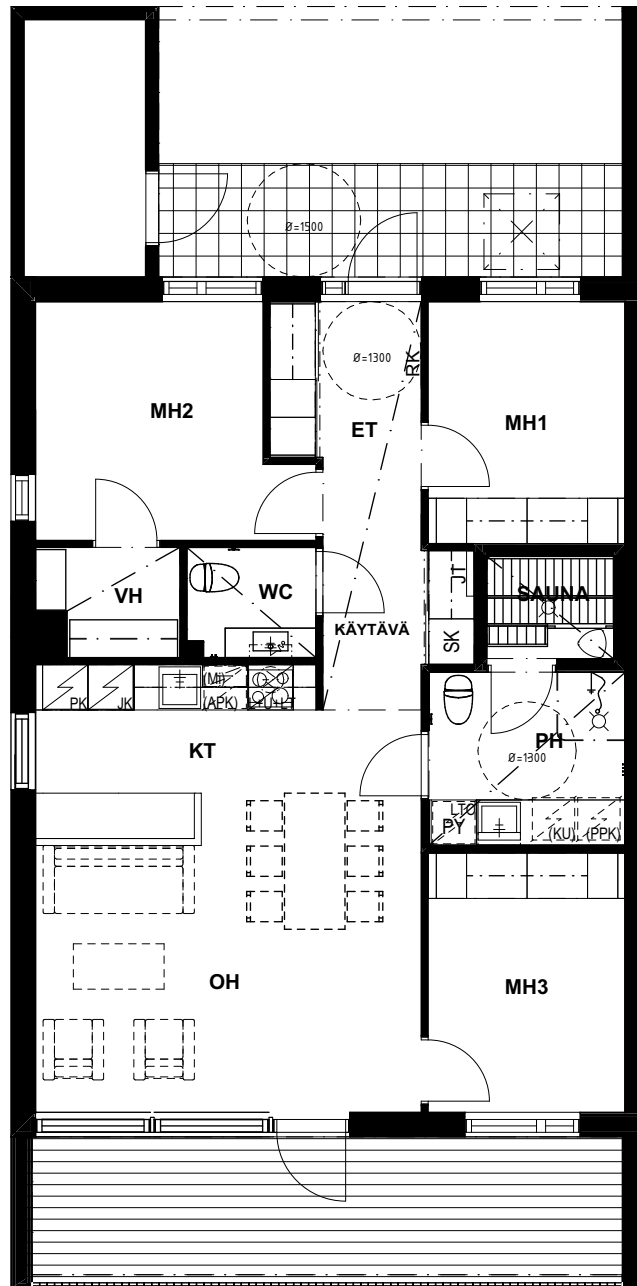 Ø=1500
Ø=1300
RK
MH2
ET
MH1
VH
WC
JT
SAUNA
KÄYTÄVÄ
SK
PK
JK
(MI)
(APK)
L+U+LT
KT
PH
Ø=1300
LTO
PY
(KU)
(PPK)
OH
MH3